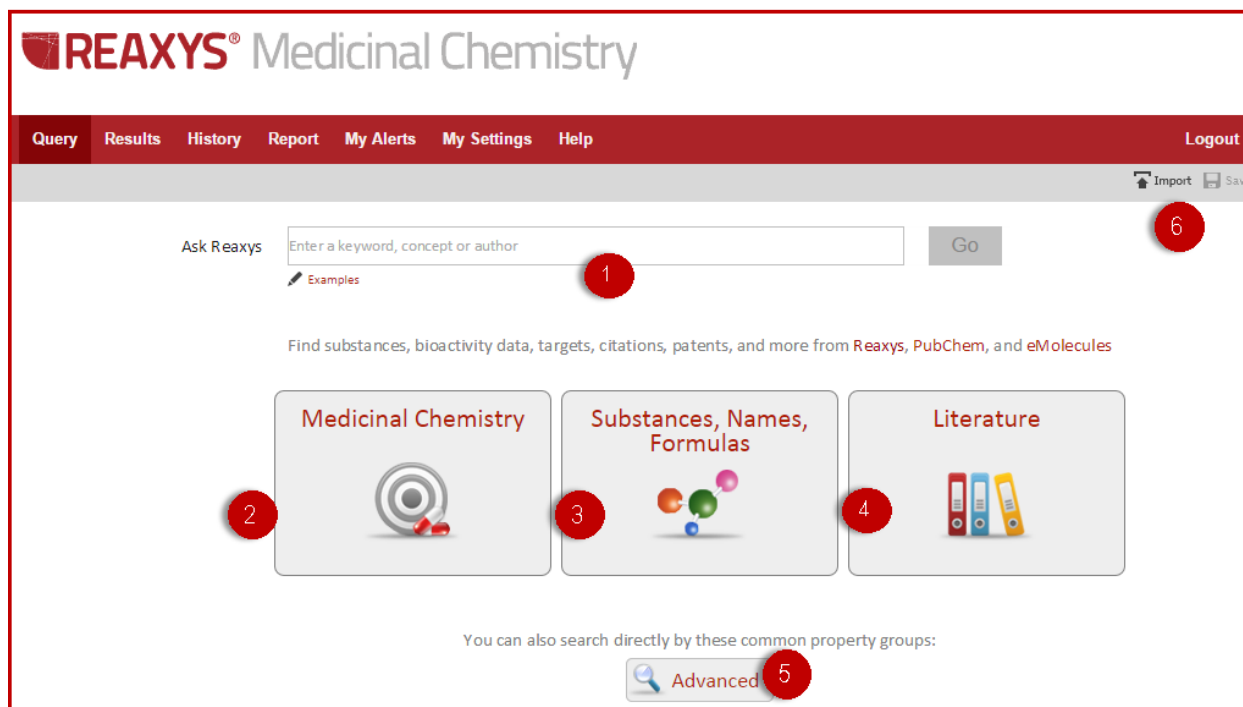 REAXYS® Medicinal Chemistry
Query Results History Report My Alerts My Settings Help Logout
Import
6
Ask Reaxys Enter a keyword, concept or author Go
1
Examples
Find substances, bioactivity data, targets, citations, patents, and more from Reaxys, PubChem, and eMolecules
Medicinal Chemistry
2
Substances, Names,
Formulas
3
Literature
4
You can also search directly by these common property groups:
Advanced
5